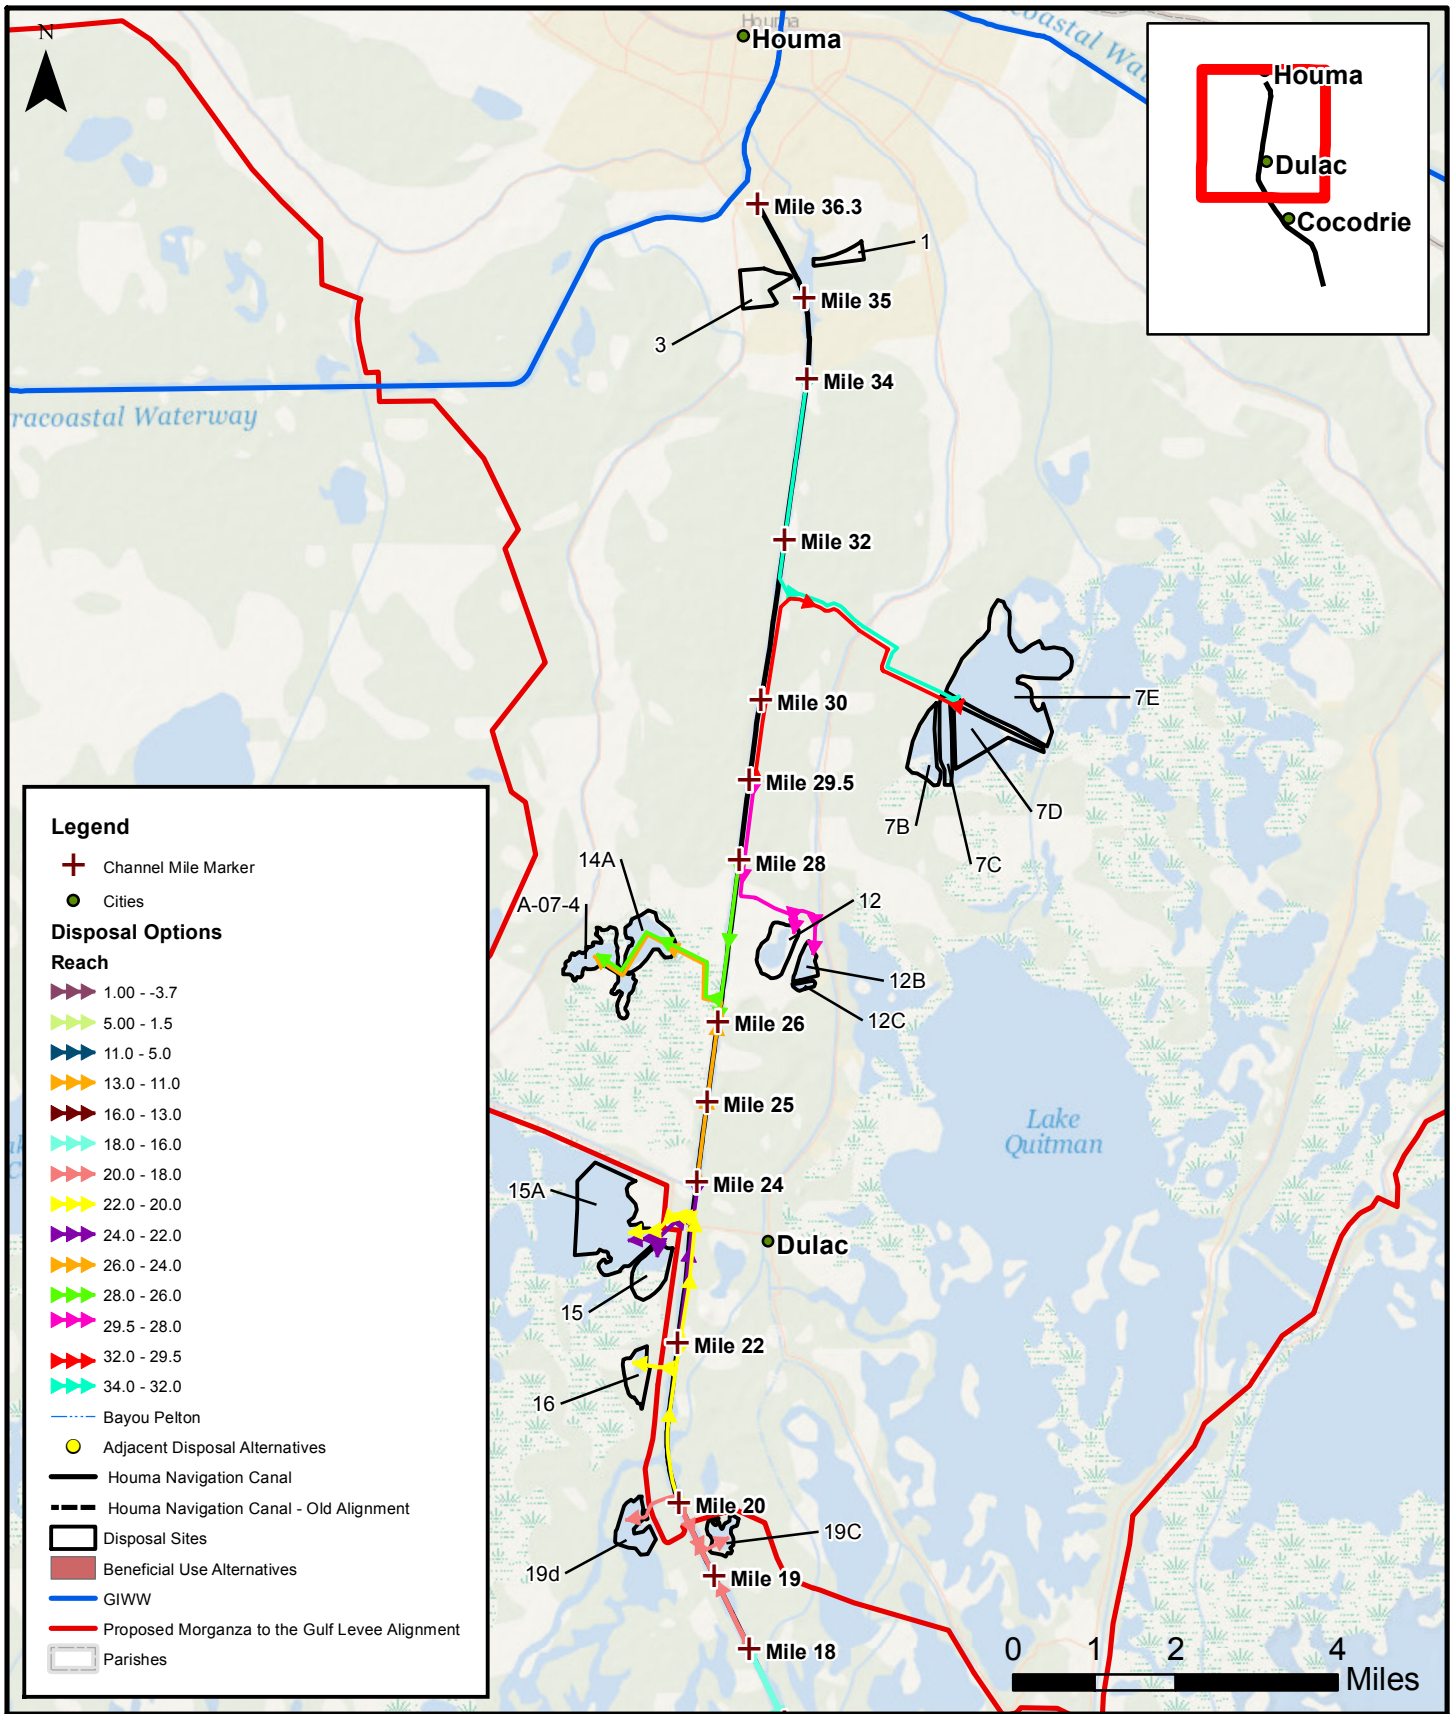 N
Houma
Houma
coastal Wa
Houma
Dulac
Cocodrie
Mile 36.3
1
Mile 35
3
Mile 34
racoastal Waterway
Mile 32
7E
Mile 30
Mile 29.5
7D
7B
7C
Mile 28
14A
A-07-4
12
12B
12C
Mile 26
Mile 25
Lake
Quitman
Mile 24
15A
Dulac
15
Mile 22
16
Mile 20
19C
19d
Mile 19
Mile 18
0 1 2 4
Miles
Legend
Channel Mile Marker
Cities
Disposal Options
Reach
1.00 - -3.7
5.00 - 1.5
11.0 - 5.0
13.0 - 11.0
16.0 - 13.0
18.0 - 16.0
20.0 - 18.0
22.0 - 20.0
24.0 - 22.0
26.0 - 24.0
28.0 - 26.0
29.5 - 28.0
32.0 - 29.5
34.0 - 32.0
Bayou Pelton
Adjacent Disposal Alternatives
Houma Navigation Canal
Houma Navigation Canal - Old Alignment
Disposal Sites
Beneficial Use Alternatives
GIWW
Proposed Morganza to the Gulf Levee Alignment
Parishes